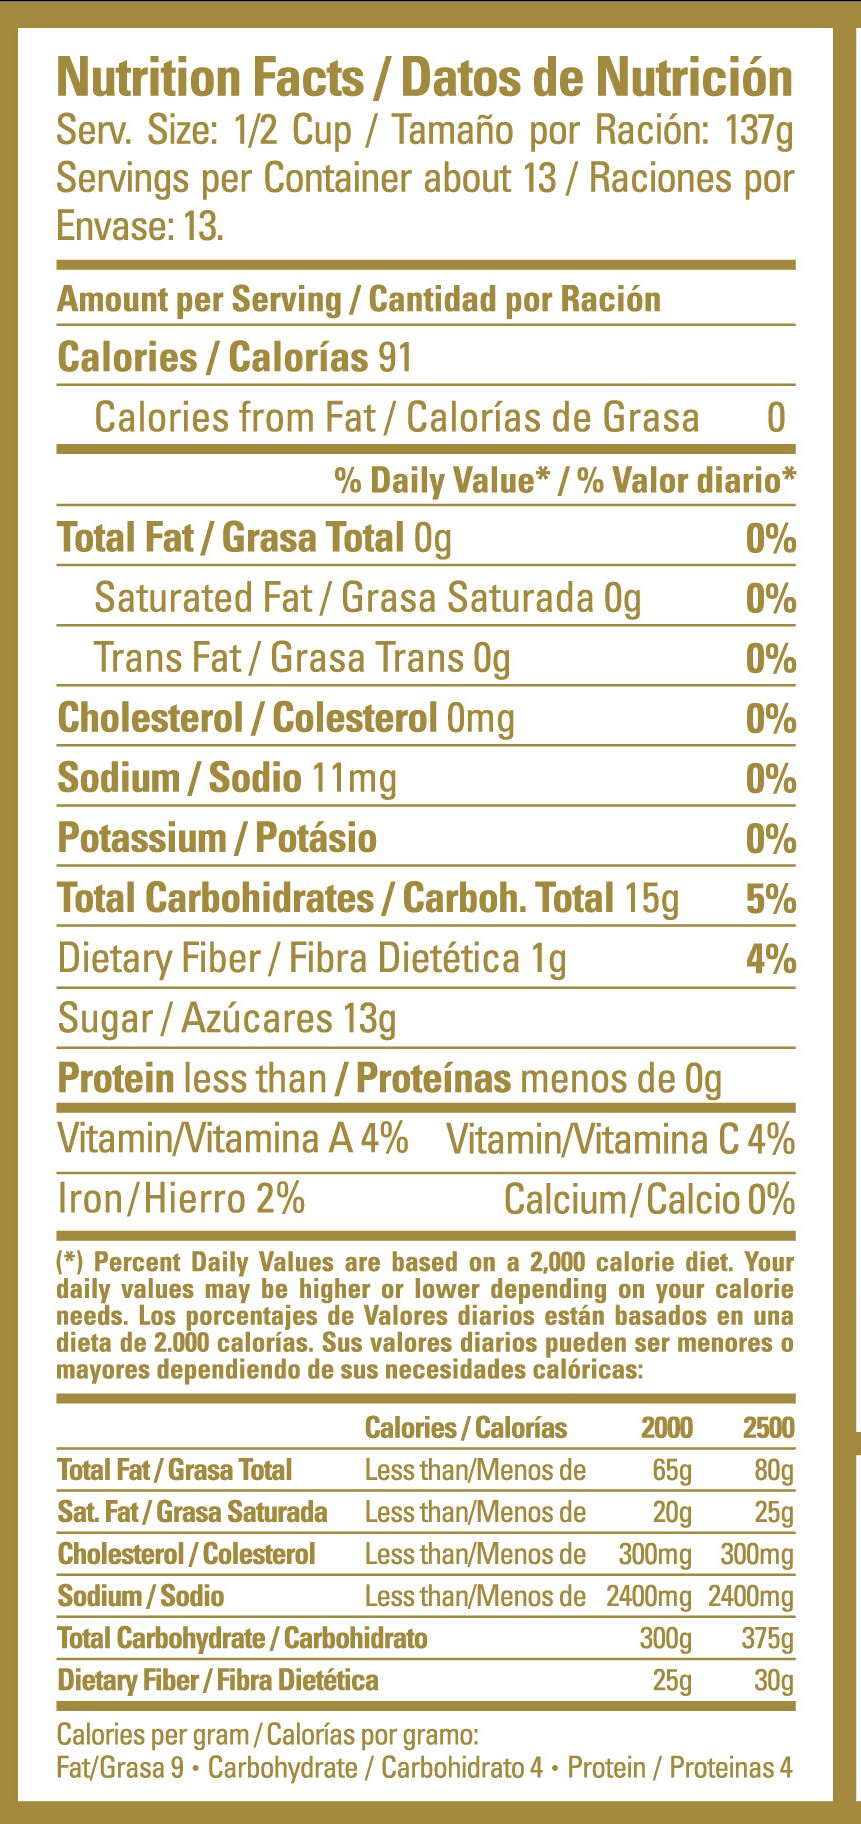 Nutrition Facts / Datos de Nutrición
Serv. Size: 1/2 Cup / Tamaño por Ración: 137g
Servings per Container about 13 / Raciones por
Envase: 13.
Amount per Serving / Cantidad por Ración
Calories / Calorías 91
Calories from Fat / Calorías de Grasa 0
% Daily Value* / % Valor diario*
Total Fat / Grasa Total 0g 0%
Saturated Fat / Grasa Saturada 0g 0%
Trans Fat / Grasa Trans 0g 0%
Cholesterol / Colesterol 0mg 0%
Sodium / Sodio 11mg 0%
Potassium / Potásio 0%
Total Carbohidrates / Carboh. Total 15g 5%
Dietary Fiber / Fibra Dietética 1g 4%
Sugar / Azúcares 13g
Protein less than / Proteínas menos de 0g
Vitamin/Vitamina A 4% Vitamin/Vitamina C 4%
Iron/Hierro 2% Calcium/Calcio 0%
(*) Percent Daily Values are based on a 2,000 calorie diet. Your
daily values may be higher or lower depending on your calorie
needs. Los porcentajes de Valores diarios están basados en una
dieta de 2.000 calorías. Sus valores diarios pueden ser menores o
mayores dependiendo de sus necesidades calóricas:
Calories / Calorías 2000 2500
Total Fat / Grasa Total Less than/Menos de 65g 80g
Sat. Fat / Grasa Saturada Less than/Menos de 20g 25g
Cholesterol / Colesterol Less than/Menos de 300mg 300mg
Sodium / Sodio Less than/Menos de 2400mg 2400mg
Total Carbohydrate / Carbohidrato 300g 375g
Dietary Fiber / Fibra Dietética 25g 30g
Calories per gram / Calorías por gramo:
Fat/Grasa 9 • Carbohydrate / Carbohidrato 4 • Protein / Proteinas 4